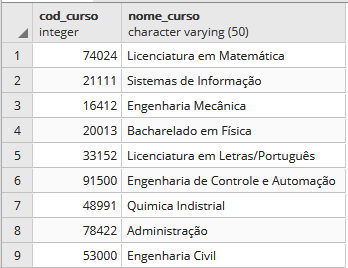 cod_curso nome_curso
integer character varying (50)
1 74024 Licenciatura em Matemática
2 21111 Sistemas de Informação
3 16412 Engenharia Mecânica
4 20013 Bacharelado em Física
5 33152 Licenciatura em Letras/Português
6 91500 Engenharia de Controle e Automação
7 48991 Quimica Indistrial
8 78422 Administração
9 53000 Engenharia Civil